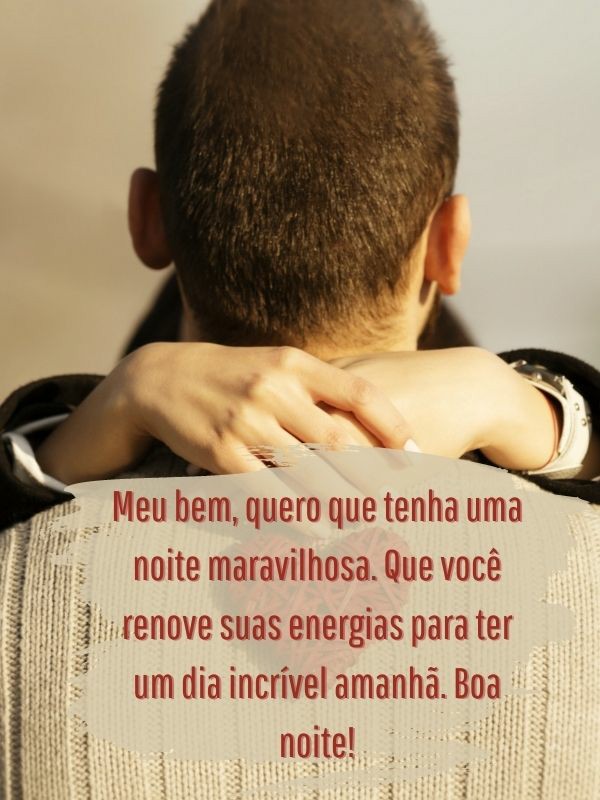 Meu bem, quero que tenha uma
noite maravilhosa. Que você
renove suas energias para ter
um dia incrível amanhã. Boa
noite!